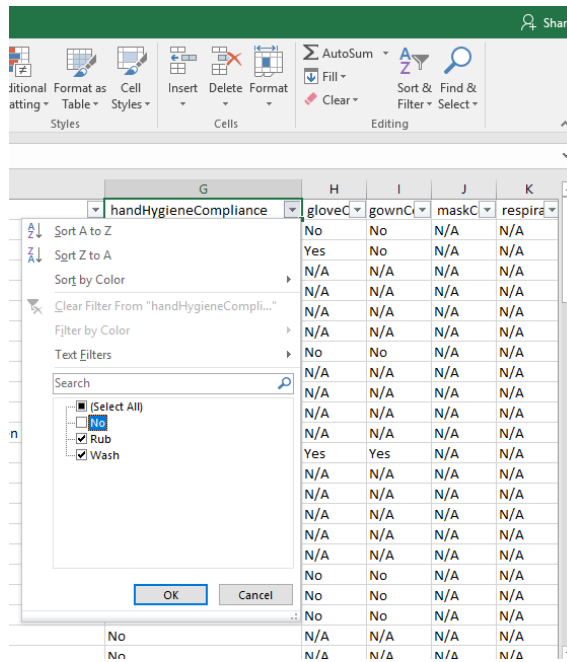 Shar
AutoSum
Fill
Clear
ditional Format as Cell
atting Table Styles
Insert Delete Format
Sort & Find &
Filter Select
Styles
Cells
Editing
G H I J K
handHygieneCompliance gloveC gownC maskC respira
Sort A to Z
Sort Z to A
Sort by Color
Clear Filter From "handHygieneCompli..."
Filter by Color
Text Filters
Search
(Select All)
No
Rub
Wash
OK Cancel
en
No No N/A N/A
Yes No N/A N/A
N/A N/A N/A N/A
N/A N/A N/A N/A
N/A N/A N/A N/A
N/A N/A N/A N/A
No No N/A N/A
N/A N/A N/A N/A
N/A N/A N/A N/A
N/A N/A N/A N/A
N/A N/A N/A N/A
Yes Yes N/A N/A
N/A N/A N/A N/A
N/A N/A N/A N/A
N/A N/A N/A N/A
N/A N/A N/A N/A
N/A N/A N/A N/A
No No N/A N/A
No No N/A N/A
No No N/A N/A
No N/A N/A N/A N/A
No N/A N/A N/A N/A